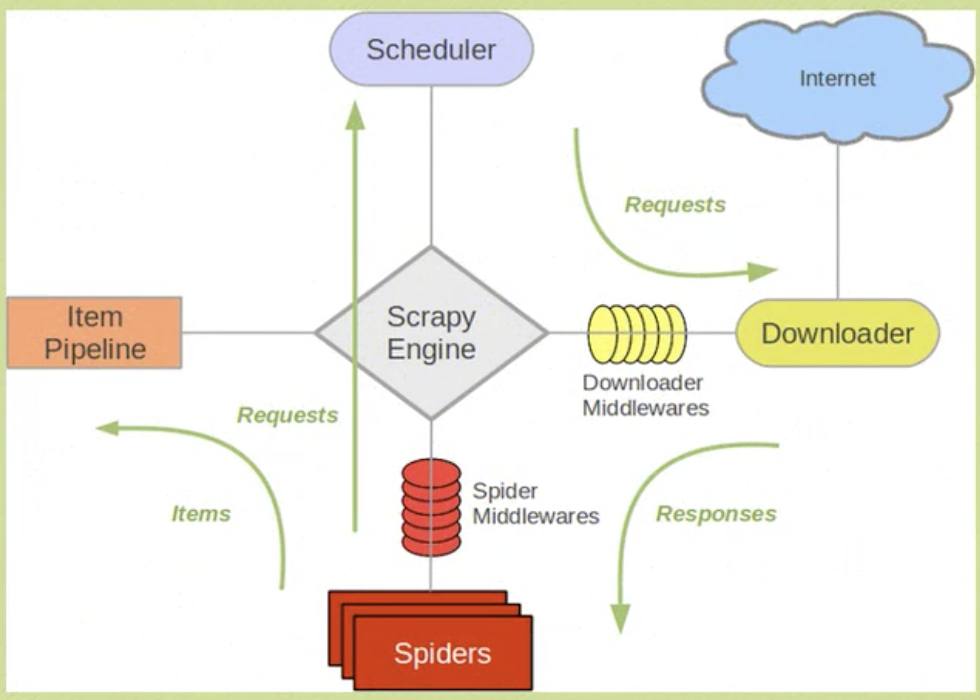 Scheduler
Internet
Requests
Item
Pipeline
Scrapy
Engine
Downloader
Downloader
Middlewares
Requests
Items
Spider
Middlewares
Responses
Spiders